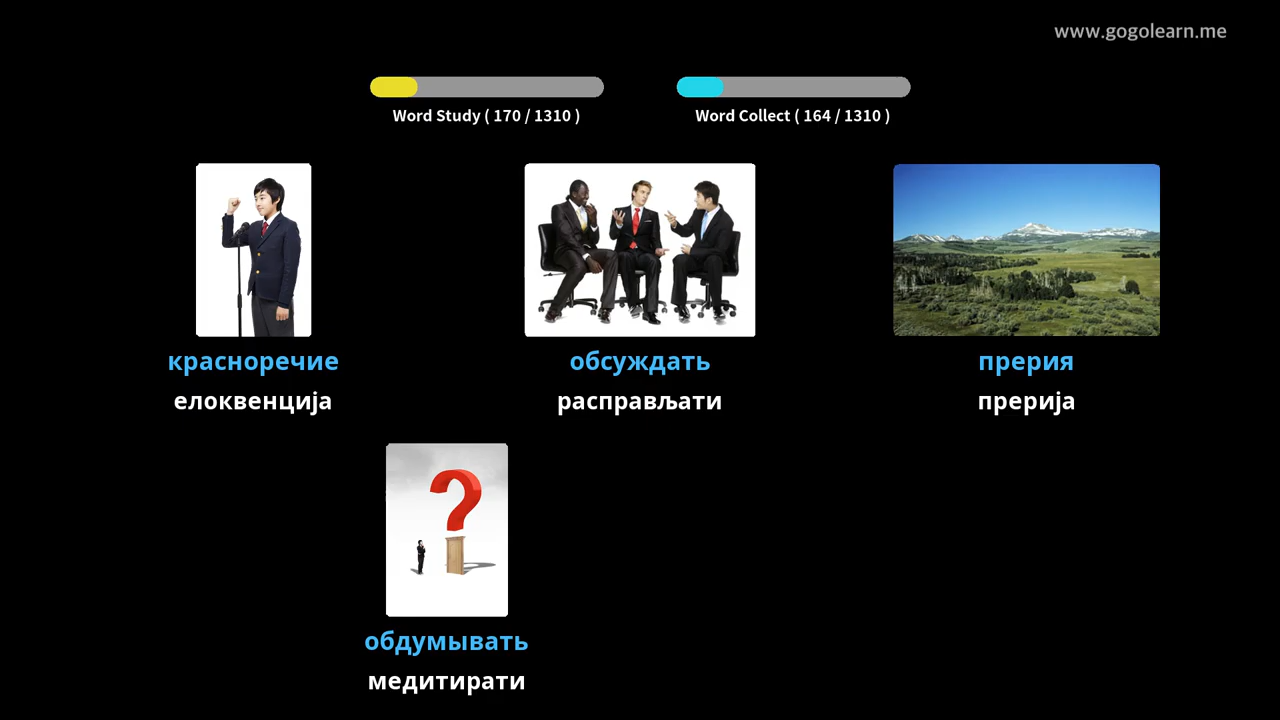 www.gogolearn.me
Word Study ( 170 / 1310 )
Word Collect ( 164 / 1310 )
красноречие
елоквенција
обсуждать
расправљати
прерия
прерија
обдумывать
медитирати